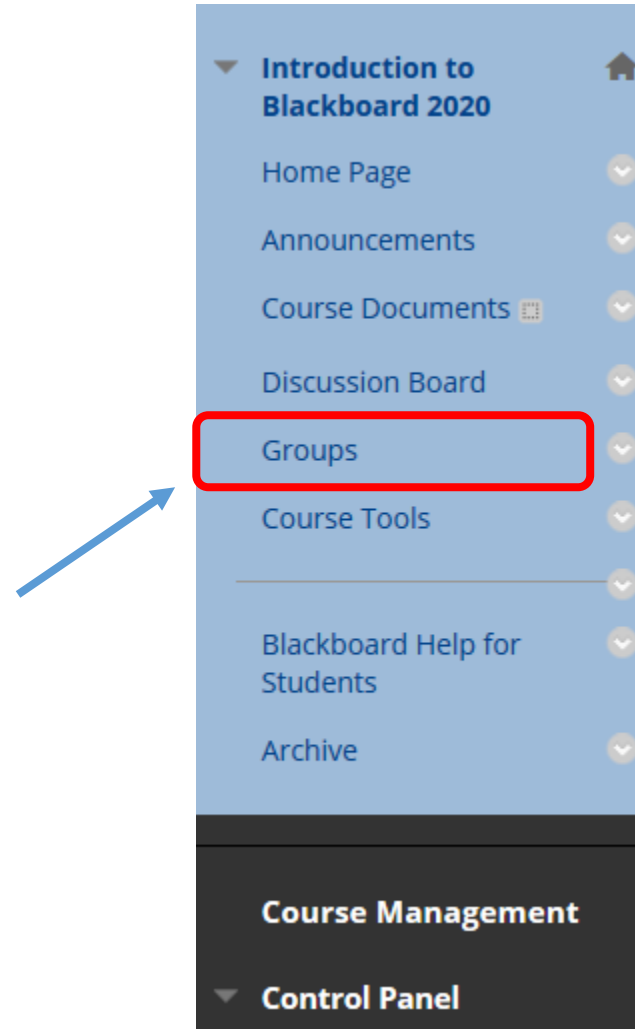 Introduction to
Blackboard 2020
Home Page
Announcements
Course Documents
Discussion Board
Groups
Course Tools
Blackboard Help for
Students
Archive
Course Management
Control Panel